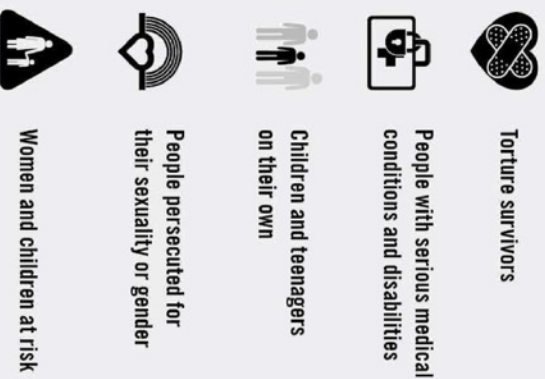 Torture survivors
People with serious medical
conditions and disabilities
Children and teenagers
on their own
People persecuted for
their sexuality or gender
Women and children at risk